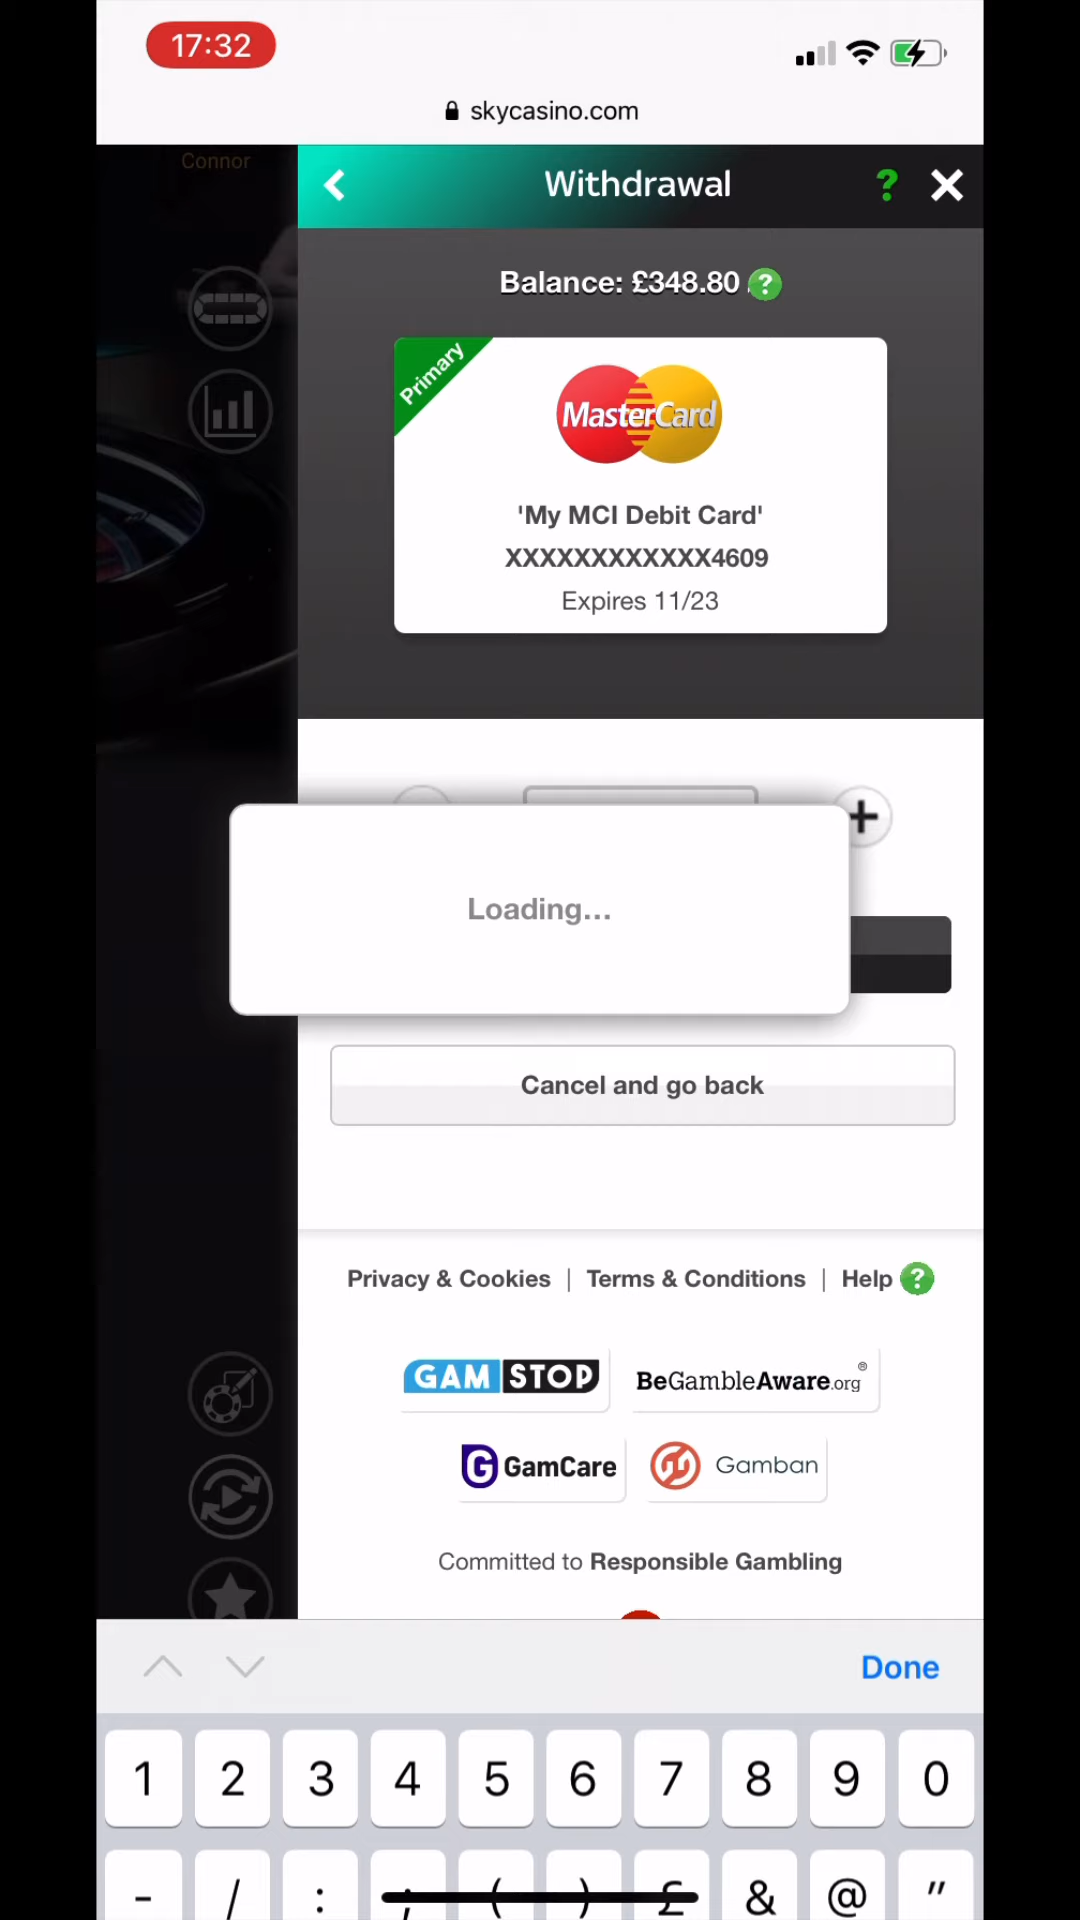 17:32
skycasino.com
Connor
Withdrawal
?
Balance: £348.80
?
Primary
MasterCard
'My MCI Debit Card'
XXXXXXXXXXXX4609
Expires 11/23
+
Loading...
Cancel and go back
Privacy & Cookies | Terms & Conditions | Help ?
GAM STOP
BeGambleAware.org®
G GamCare
Gamban
Committed to Responsible Gambling
Done
1 2 3 4 5 6 7 8 9 0
- / : ; ( ) £ & @ "